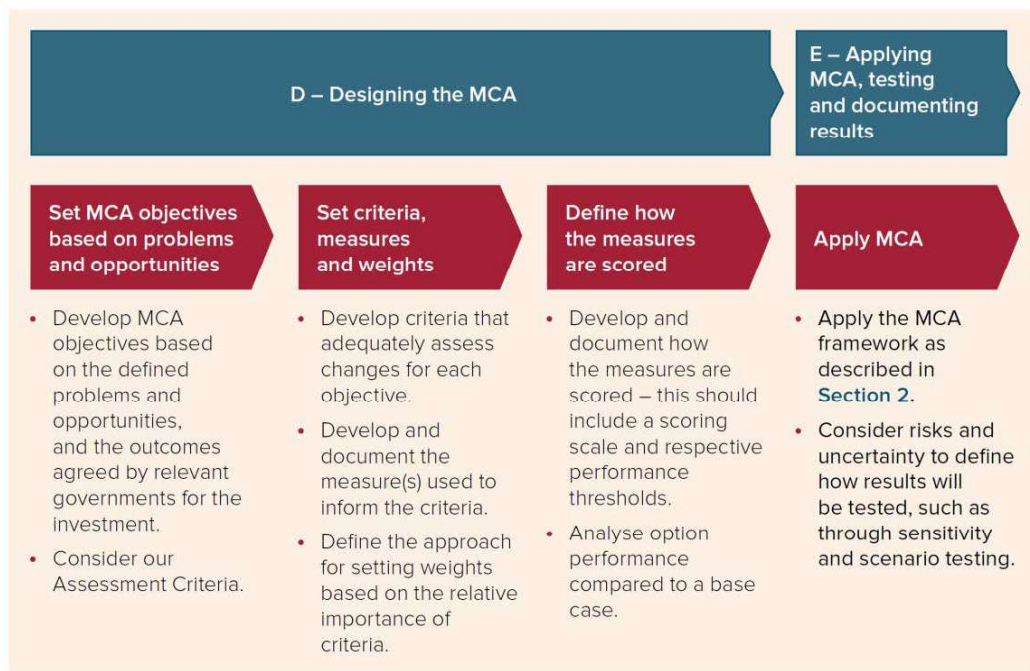 D – Designing the MCA
E – Applying
MCA, testing
and documenting
results
Set MCA objectives
based on problems
and opportunities
• Develop MCA
objectives based
on the defined
problems and
opportunities,
and the outcomes
agreed by relevant
governments for the
investment.
• Consider our
Assessment Criteria.
Set criteria,
measures
and weights
• Develop criteria that
adequately assess
changes for each
objective.
• Develop and
document the
measure(s) used to
inform the criteria.
• Define the approach
for setting weights
based on the relative
importance of
criteria.
Define how
the measures
are scored
• Develop and
document how
the measures are
scored – this should
include a scoring
scale and respective
performance
thresholds.
• Analyse option
performance
compared to a base
case.
Apply MCA
• Apply the MCA
framework as
described in
Section 2.
• Consider risks and
uncertainty to define
how results will
be tested, such as
through sensitivity
and scenario testing.